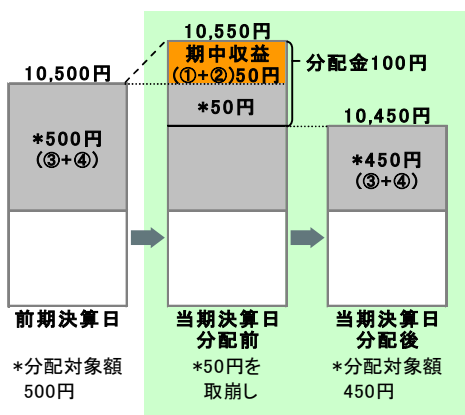 10,550円
期中収益
(①+②)50円
分配金100円
10,500円
*50円
10,450円
*500円
(③+④)
*450円
(③+④)
前期決算日
当期決算日
分配前
当期決算日
分配後
*分配対象額
500円
*50円を
取崩し
*分配対象額
450円